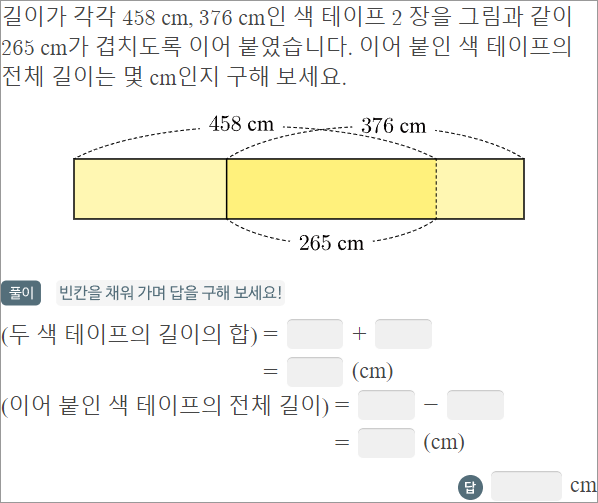 길이가 각각 458 cm, 376 cm인 색 테이프 2 장을 그림과 같이
265 cm가 겹치도록 이어 붙였습니다. 이어 붙인 색 테이프의
전체 길이는 몇 cm인지 구해 보세요.
458 cm 376 cm
265 cm
풀이 빈칸을 채워 가며 답을 구해 보세요!
(두 색 테이프의 길이의 합) = +
= (cm)
(이어 붙인 색 테이프의 전체 길이) = −
= (cm)
답 cm